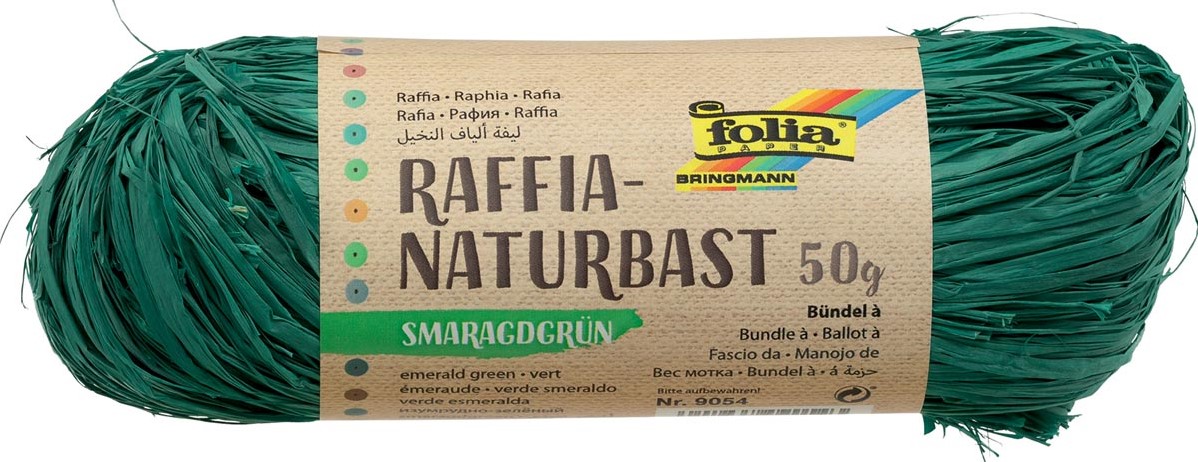 Raffia • Raphia • Rafia
Rafia • Рафия • Raffia
ليفة ألياف النخيل
folia®
PAPER
BRINGMANN
RAFFIA-
NATURBAST 50g
SMARAGDGRÜN
emerald green • vert
émeraude • verde smeraldo
verde esmeralda
изумрудно-зелёный
Bündel à
Bundle à • Ballot à
Fascio da • Manojo de
Вес мотка • Bundel à • á حزمة
Bitte aufbewahren!
Nr. 9054